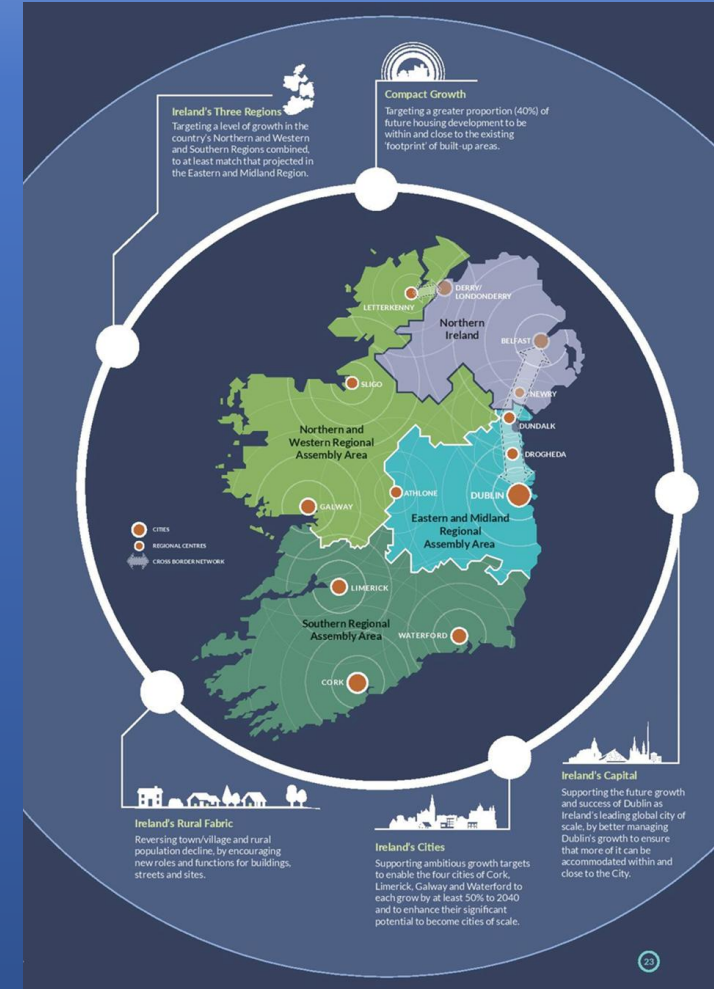 Ireland's Three Regions
Targeting a level of growth in the
country's Northern and Western
and Southern Regions combined,
to at least match that projected in
the Eastern and Midland Region.
Compact Growth
Targeting a greater proportion (40%) of
future housing development to be
within and close to the existing
'footprint' of built-up areas.
DERRY/
LONDONDERRY
LETTERKENNY
Northern
Ireland
BELFAST
SLIGO
NEWRY
DUNDALK
Northern and
Western Regional
Assembly Area
DROGHEDA
ATHLONE
DUBLIN
GALWAY
Eastern and Midland
Regional
Assembly Area
CITIES
REGIONAL CENTRES
CROSS BORDER NETWORK
LIMERICK
Southern Regional
Assembly Area
WATERFORD
CORK
Ireland's Capital
Supporting the future growth
and success of Dublin as
Ireland's leading global city of
scale, by better managing
Dublin's growth to ensure
that more of it can be
accommodated within and
close to the City.
Ireland's Rural Fabric
Reversing town/village and rural
population decline, by encouraging
new roles and functions for buildings,
streets and sites.
Ireland's Cities
Supporting ambitious growth targets
to enable the four cities of Cork,
Limerick, Galway and Waterford to
each grow by at least 50% to 2040
and to enhance their significant
potential to become cities of scale.
23